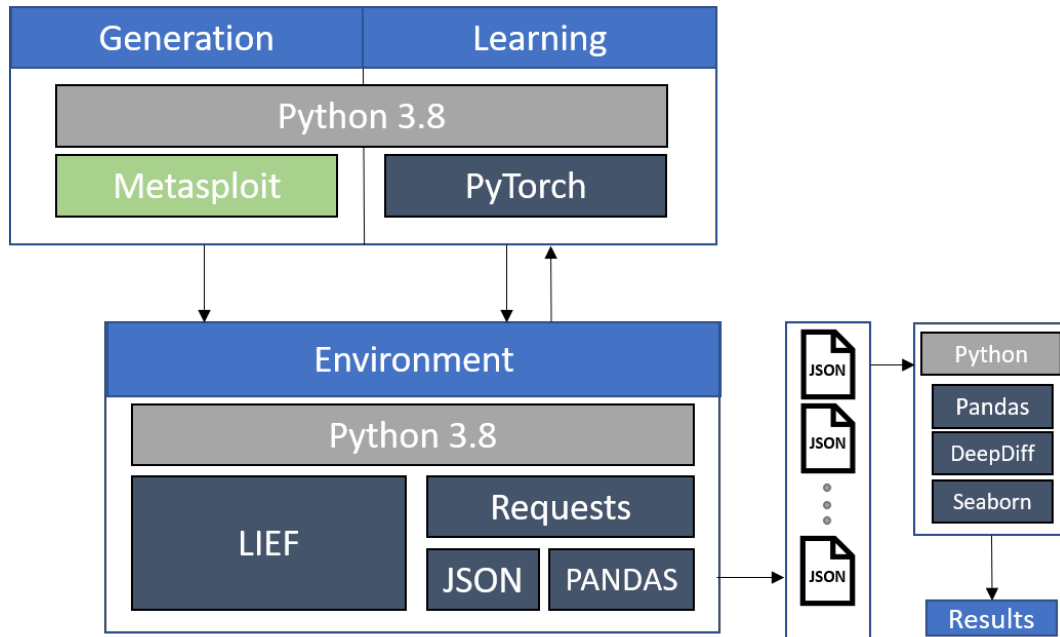 Generation
Learning
Python 3.8
Metasploit
PyTorch
Environment
Python 3.8
LIEF
Requests
JSON
PANDAS
JSON
JSON
JSON
Python
Pandas
DeepDiff
Seaborn
Results